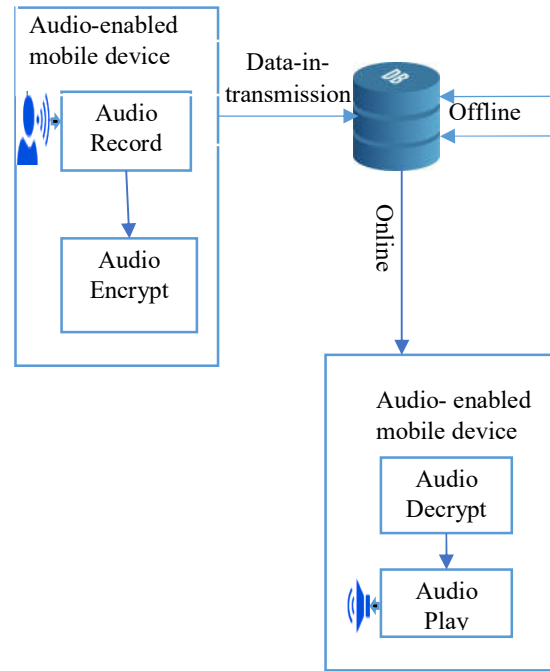 Audio-enabled
mobile device
Audio
Record
Audio
Encrypt
Data-in-
transmission
DB
Offline
Online
Audio- enabled
mobile device
Audio
Decrypt
Audio
Play